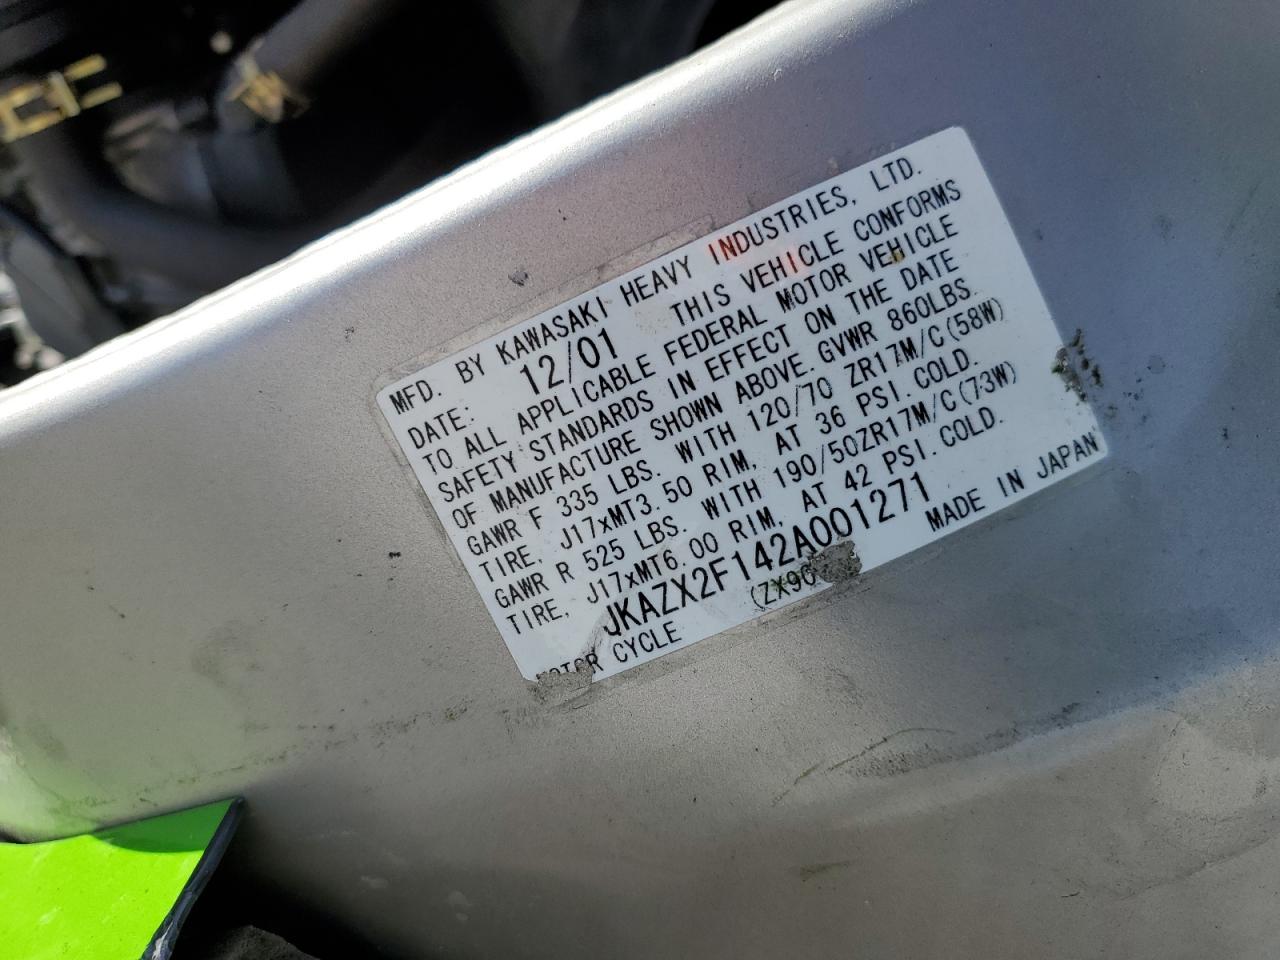 MFD. BY KAWASAKI HEAVY INDUSTRIES, LTD.
DATE: 12/01 THIS VEHICLE CONFORMS
TO ALL APPLICABLE FEDERAL MOTOR VEHICLE
SAFETY STANDARDS IN EFFECT ON THE DATE
OF MANUFACTURE SHOWN ABOVE. GVWR 860LBS.
GAWR F 335 LBS. WITH 120/70 ZR17M/C(58W)
TIRE, J17xMT3.50 RIM, AT 36 PSI.COLD.
GAWR R 525 LBS. WITH 190/50ZR17M/C(73W)
TIRE, J17xMT6.00 RIM, AT 42 PSI.COLD.
JKAZX2F142A001271
MOTOR CYCLE MADE IN JAPAN